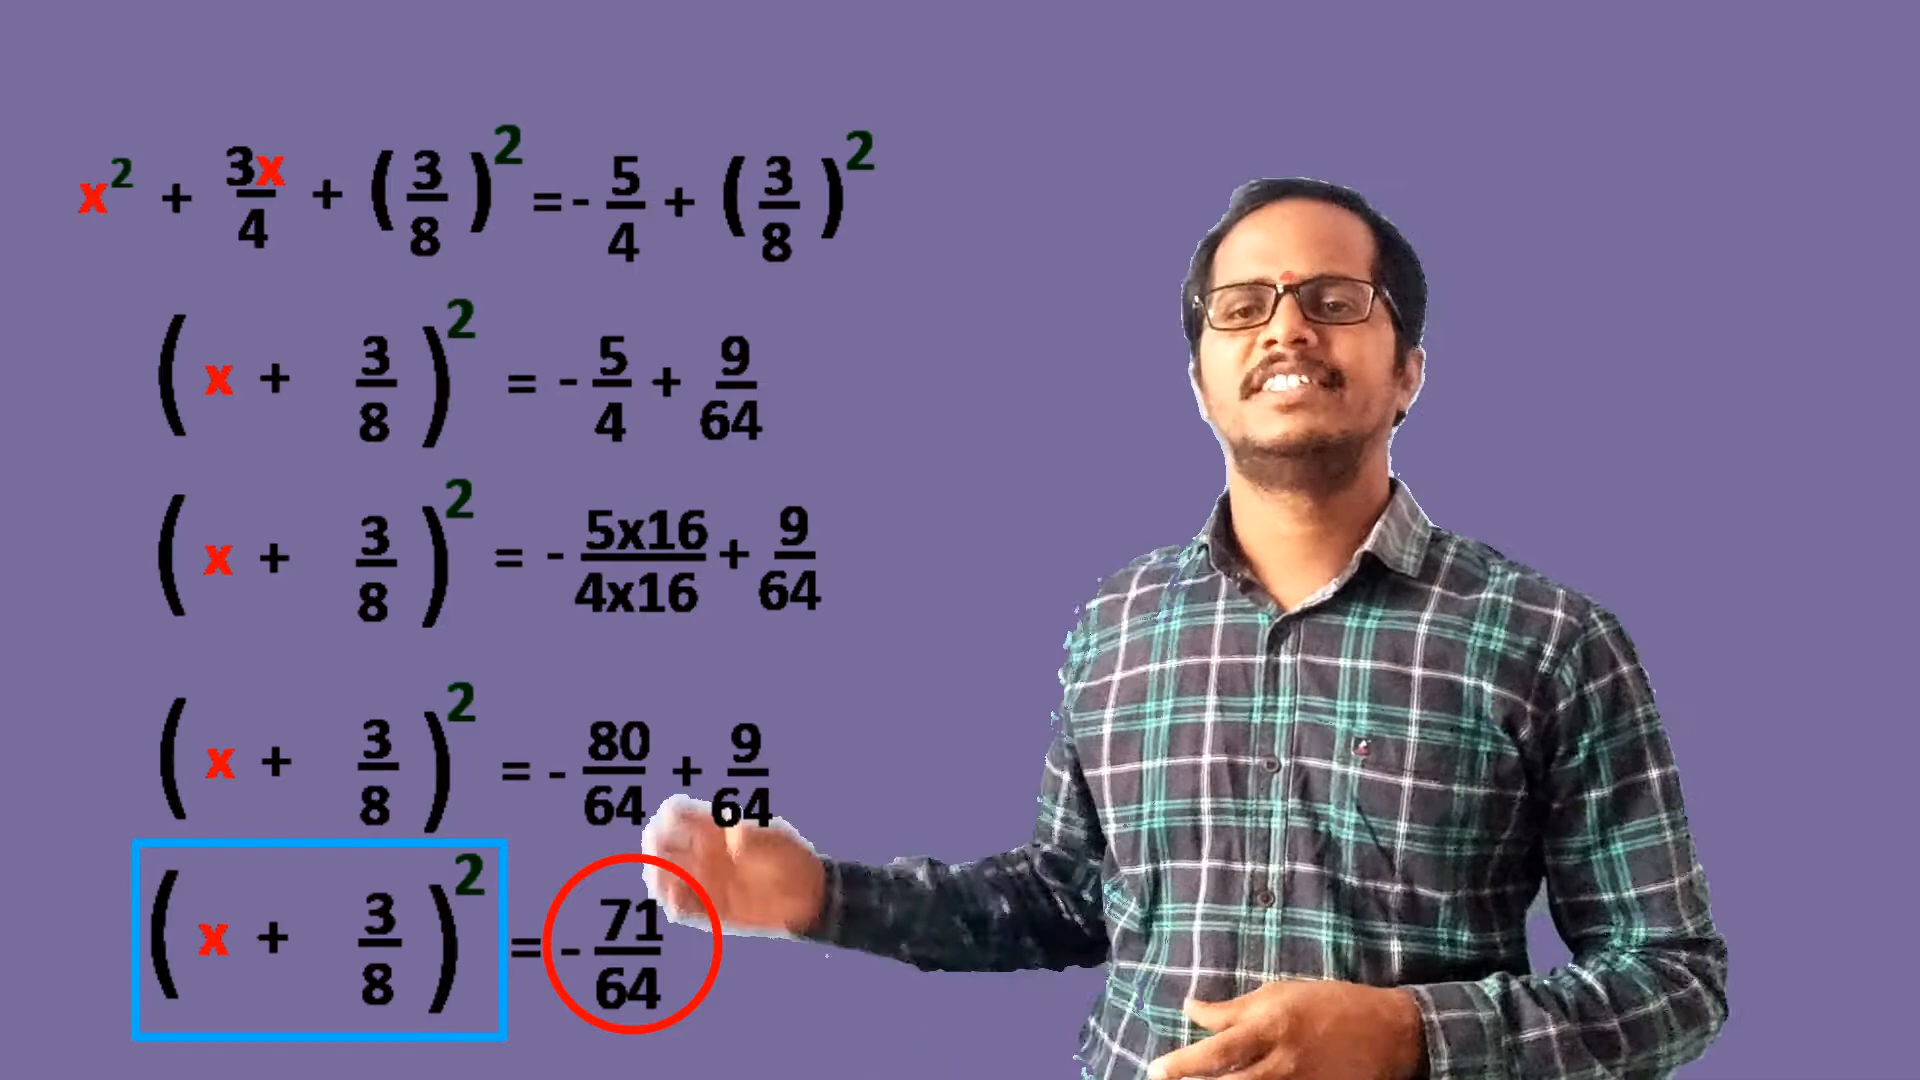 x² + 3x/4 + (3/8)² = - 5/4 + (3/8)²
(x + 3/8)² = - 5/4 + 9/64
(x + 3/8)² = - 5x16/4x16 + 9/64
(x + 3/8)² = - 80/64 + 9/64
(x + 3/8)² = - 71/64